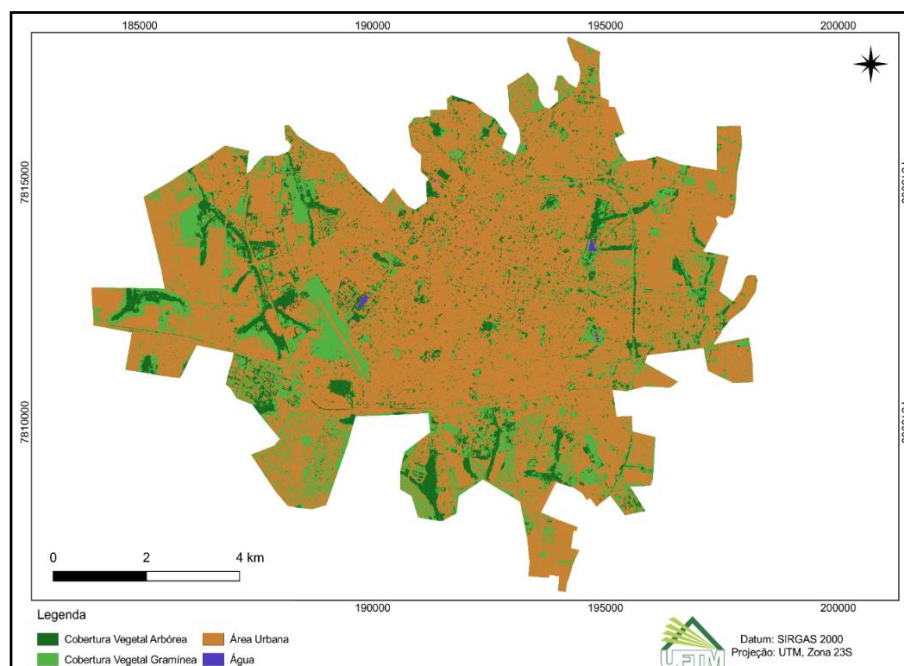 185000 190000 195000 200000
7815000
7810000
0 2 4 km
190000 195000 200000
Legenda
Cobertura Vegetal Arbórea Área Urbana
Cobertura Vegetal Gramínea Água
UFTM
Datum: SIRGAS 2000
Projeção: UTM, Zona 23S